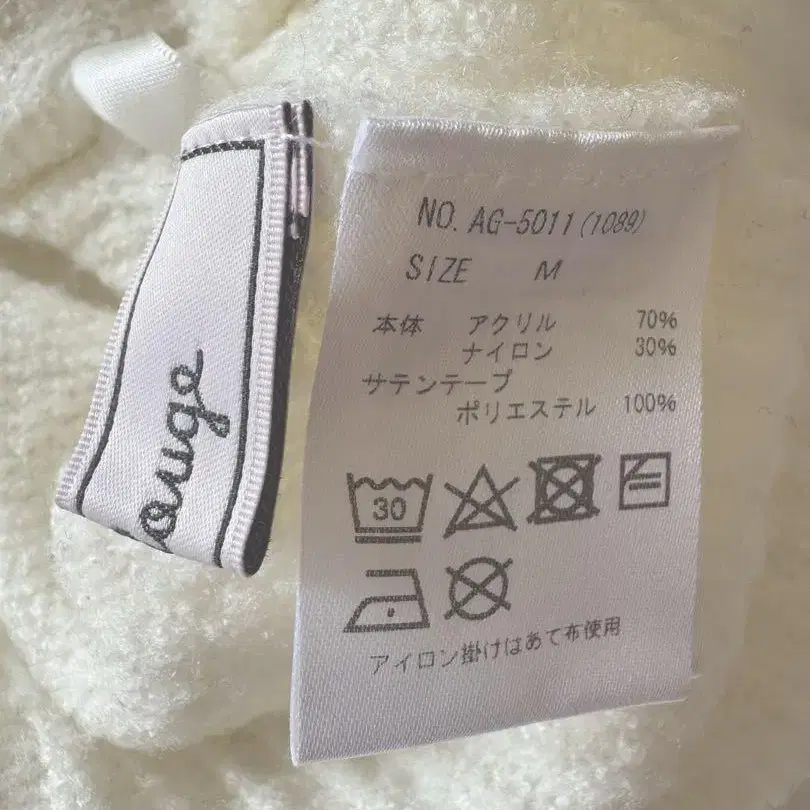 NO. AG-5011(1089)
SIZE M
本体 アクリル 70%
ナイロン 30%
サテンテープ
ポリエステル 100%
30
アイロン掛けはあて布使用